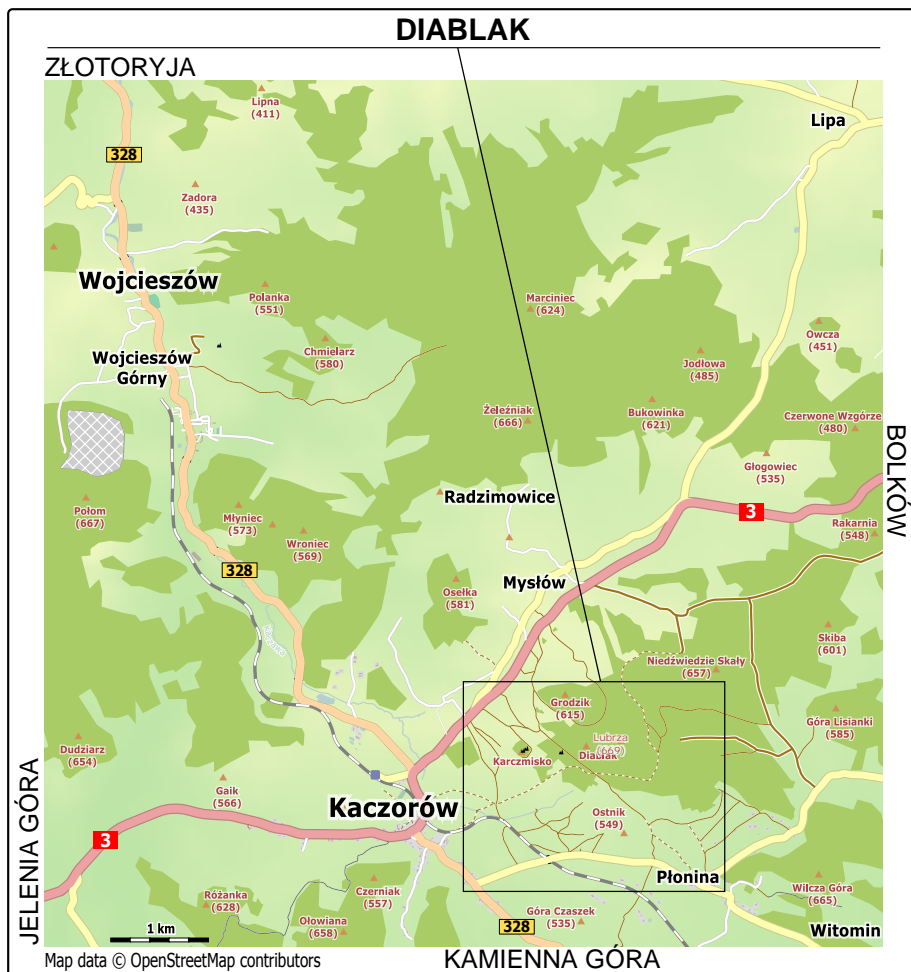 DIABLAK
ZŁOTORYJA
Lipna
(411)
Lipa
328
Zadora
(435)
Wojcieszów
Polanka
(551)
Marciniec
(624)
Owcza
(451)
Chmielarz
(580)
Wojcieszów
Górny
Jodłowa
(485)
Żeleźniak
(666)
Bukowinka
(621)
Czerwone Wzgórze
(480)
BOLKÓW
Głogowiec
(535)
Połom
(667)
Radzimowice
Młyniec
(573)
3
Rakarnia
(548)
Wroniec
(569)
328
Mysłów
Osełka
(581)
Skiba
(601)
Niedźwiedzie Skały
(657)
Grodzik
(615)
Góra Lisianki
(585)
Dudziarz
(654)
Lubrza
(669)
Karczmisko
Diablak
Gaik
(566)
Kaczorów
Ostnik
(549)
3
JELENIA GÓRA
Płonina
Czerniak
(557)
Wilcza Góra
(665)
Różanka
(628)
Ołowiana
(658)
Góra Czaszek
(535)
328
Witomin
1 km
Map data © OpenStreetMap contributors
KAMIENNA GÓRA